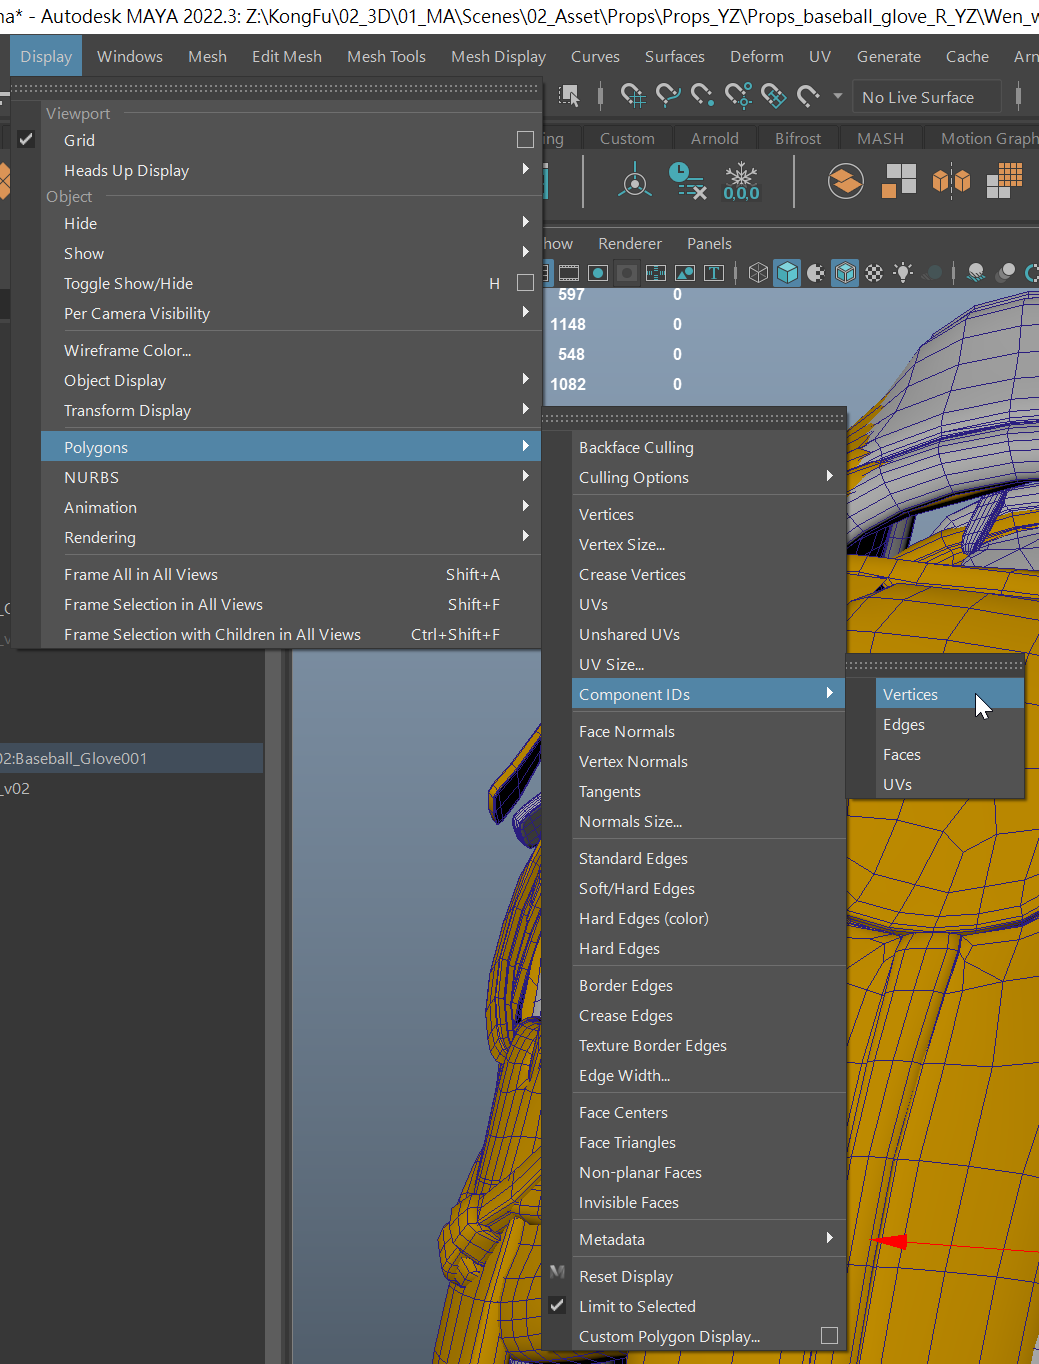 na* - Autodesk MAYA 2022.3: Z:\KongFu\02_3D\01_MA\Scenes\02_Asset\Props\Props_YZ\Props_baseball_glove_R_YZ\Wen_w
Display Windows Mesh Edit Mesh Mesh Tools Mesh Display Curves Surfaces Deform UV Generate Cache Arn
No Live Surface
ing Custom Arnold Bifrost MASH Motion Graph
0,0,0
how Renderer Panels
597 0
1148 0
548 0
1082 0
Viewport
Grid
Heads Up Display
Object
Hide
Show
Toggle Show/Hide H
Per Camera Visibility
Wireframe Color...
Object Display
Transform Display
Polygons
NURBS
Animation
Rendering
Frame All in All Views Shift+A
Frame Selection in All Views Shift+F
Frame Selection with Children in All Views Ctrl+Shift+F
Backface Culling
Culling Options
Vertices
Vertex Size...
Crease Vertices
UVs
Unshared UVs
UV Size...
Component IDs
Face Normals
Vertex Normals
Tangents
Normals Size...
Standard Edges
Soft/Hard Edges
Hard Edges (color)
Hard Edges
Border Edges
Crease Edges
Texture Border Edges
Edge Width...
Face Centers
Face Triangles
Non-planar Faces
Invisible Faces
Metadata
Reset Display
Limit to Selected
Custom Polygon Display...
Vertices
Edges
Faces
UVs
02:Baseball_Glove001
_v02